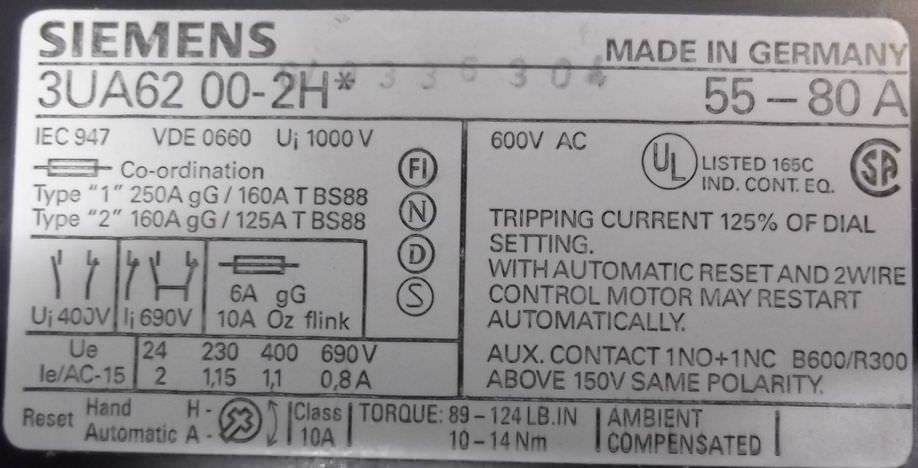 SIEMENS
MADE IN GERMANY
3UA62 00-2H*
55 – 80 A
IEC 947 VDE 0660 Ui 1000 V
Co-ordination
Type "1" 250A gG / 160A T BS88
Type "2" 160A gG / 125A T BS88
FI
N
D
S
Ui 400V
Ii 690V
6A gG
10A Oz flink
Ue 24 230 400 690 V
Ie/AC-15 2 1,15 1,1 0,8 A
600V AC
UL
LISTED 165C
IND. CONT. EQ.
SA
TRIPPING CURRENT 125% OF DIAL
SETTING.
WITH AUTOMATIC RESET AND 2WIRE
CONTROL MOTOR MAY RESTART
AUTOMATICALLY.
AUX. CONTACT 1NO+1NC B600/R300
ABOVE 150V SAME POLARITY.
Reset Hand H -
Automatic A -
Class
10A
TORQUE: 89 – 124 LB.IN
10 – 14 Nm
AMBIENT
COMPENSATED